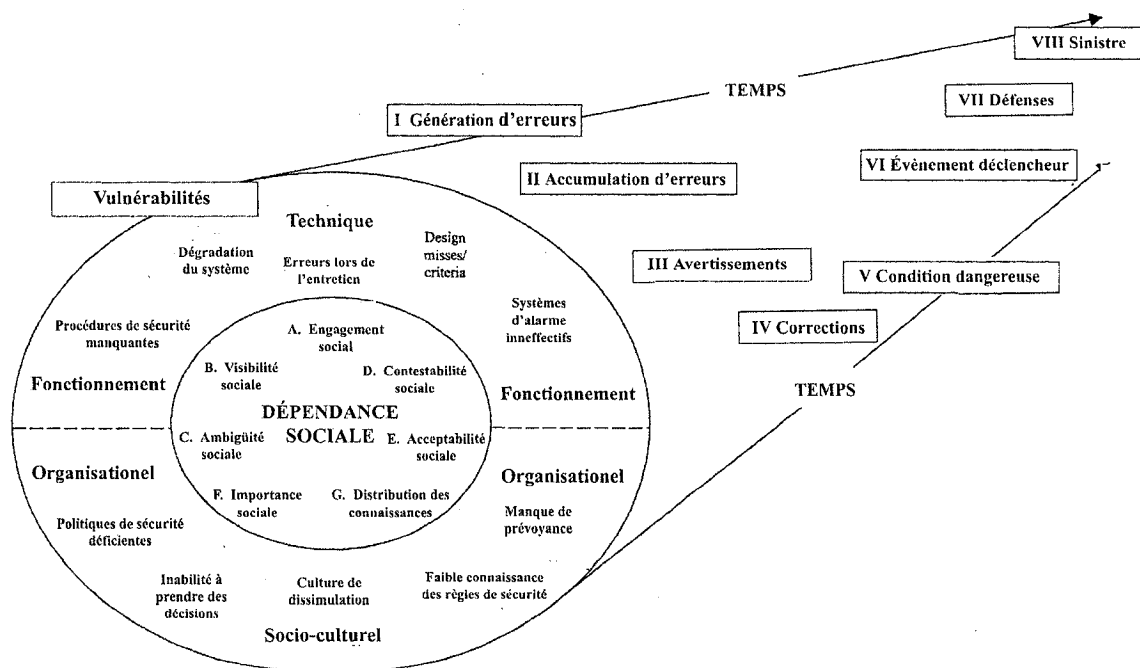 VIII Sinistre
TEMPS
VII Défenses
I Génération d'erreurs
VI Évènement déclencheur
II Accumulation d'erreurs
Vulnérabilités
Technique
Dégradation
du système
Erreurs lors de
l'entretien
Design
misses/
criteria
III Avertissements
V Condition dangereuse
Systèmes
d'alarme
inneffectifs
IV Corrections
Procédures de sécurité
manquantes
A. Engagement
social
B. Visibilité
sociale
D. Contestabilité
sociale
Fonctionnement
Fonctionnement
TEMPS
DÉPENDANCE
SOCIALE
C. Ambigüité
sociale
E. Acceptabilité
sociale
Organisationel
Organisationel
F. Importance
sociale
G. Distribution des
connaissances
Manque de
prévoyance
Politiques de sécurité
déficientes
Inabilité à
prendre des
décisions
Culture de
dissimulation
Faible connaissance
des règles de sécurité
Socio-culturel